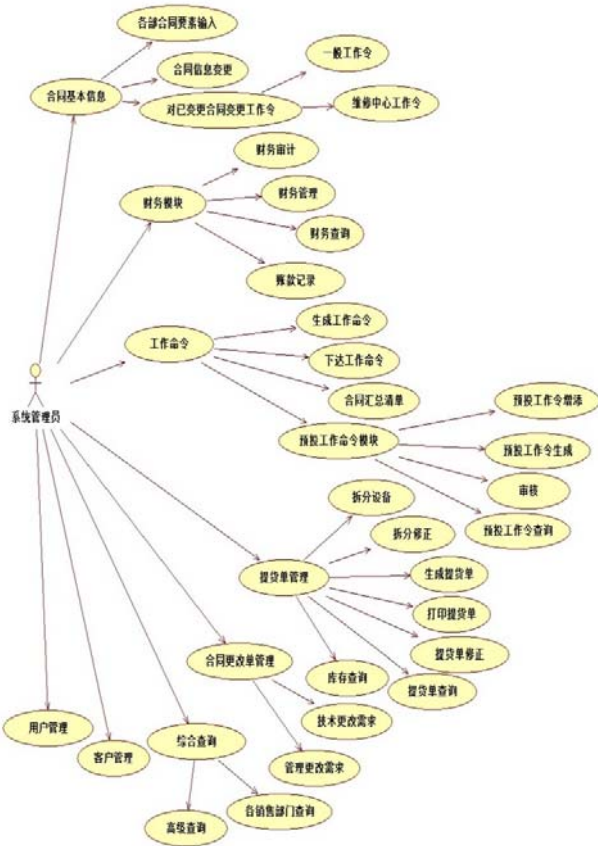 各部合同要素输入
合同信息变更
一般工作令
合同基本信息
对已变更合同变更工作令
维修中心工作令
财务审计
财务管理
财务模块
财务查询
账款记录
生成工作命令
工作命令
下达工作命令
合同汇总清单
预投工作令增添
预投工作命令模块
预投工作令生成
审核
预投工作令查询
系统管理员
拆分设备
拆分修正
提货单管理
生成提货单
打印提货单
提货单修正
合同更改单管理
库存查询
提货单查询
技术更改需求
用户管理
综合查询
客户管理
管理更改需求
各销售部门查询
高级查询